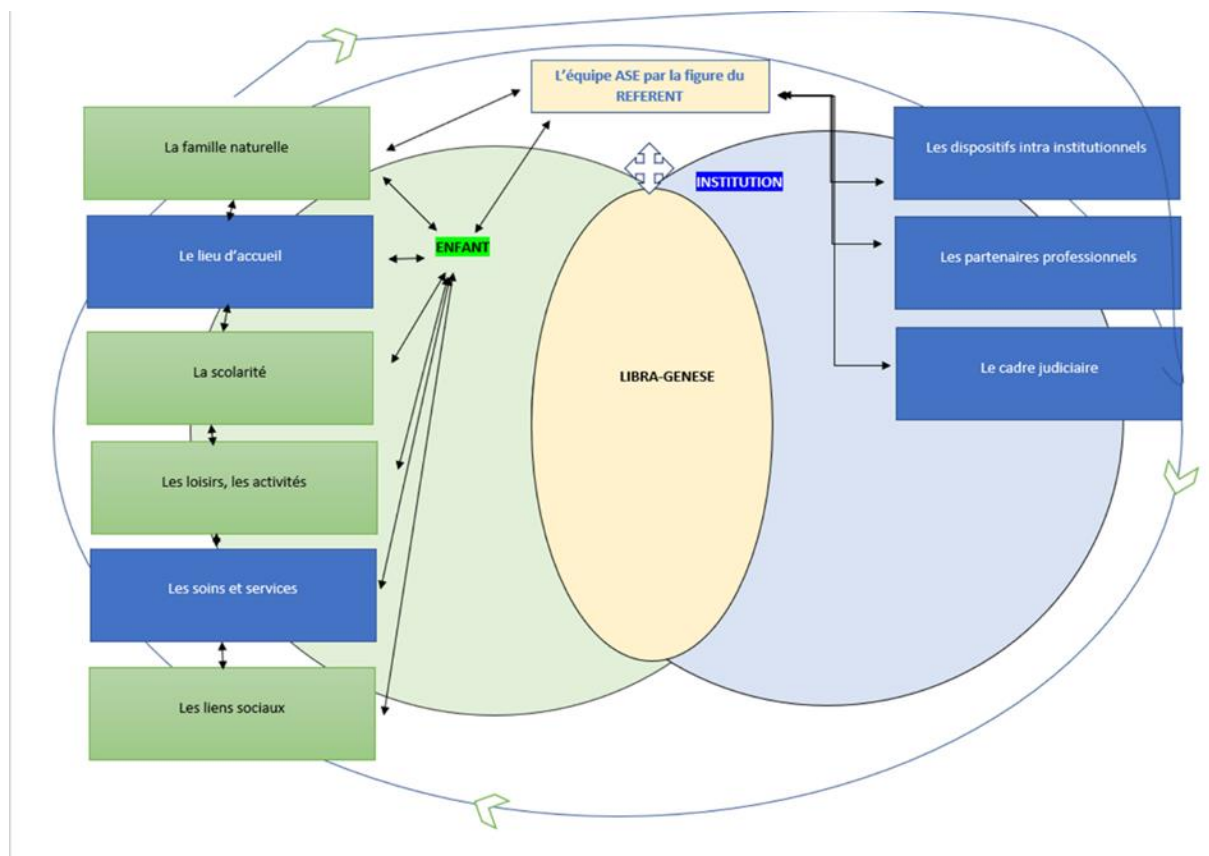 L’équipe ASE par la figure du
REFERENT
La famille naturelle
Les dispositifs intra institutionnels
INSTITUTION
ENFANT
Le lieu d’accueil
Les partenaires professionnels
La scolarité
LIBRA-GENESE
Le cadre judiciaire
Les loisirs, les activités
Les soins et services
Les liens sociaux